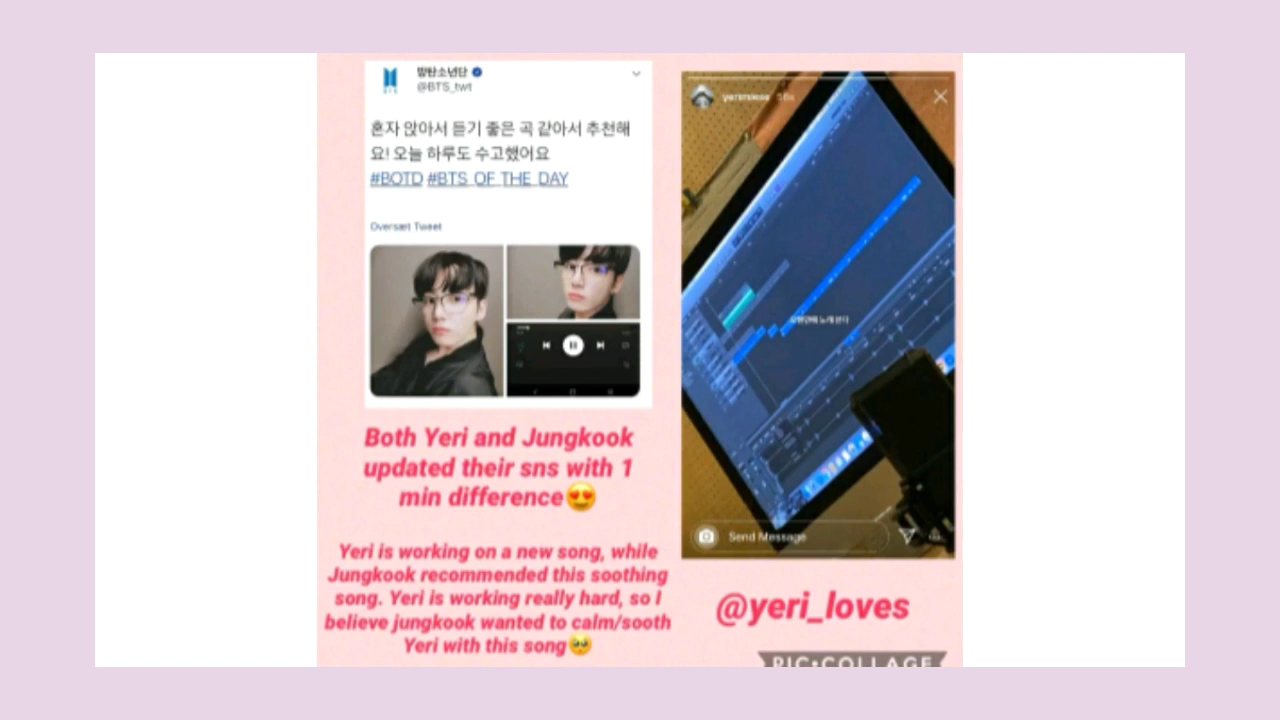 방탄소년단
@BTS_twt
혼자 앉아서 듣기 좋은 곡 같아서 추천해
요! 오늘 하루도 수고했어요
#BOTD #BTS_OF_THE_DAY
Oversæt Tweet
Both Yeri and Jungkook
updated their sns with 1
min difference😍
Yeri is working on a new song, while
Jungkook recommended this soothing
song. Yeri is working really hard, so I
believe jungkook wanted to calm/sooth
Yeri with this song🥺
Send Message
@yeri_loves
PIC•COLLAGE